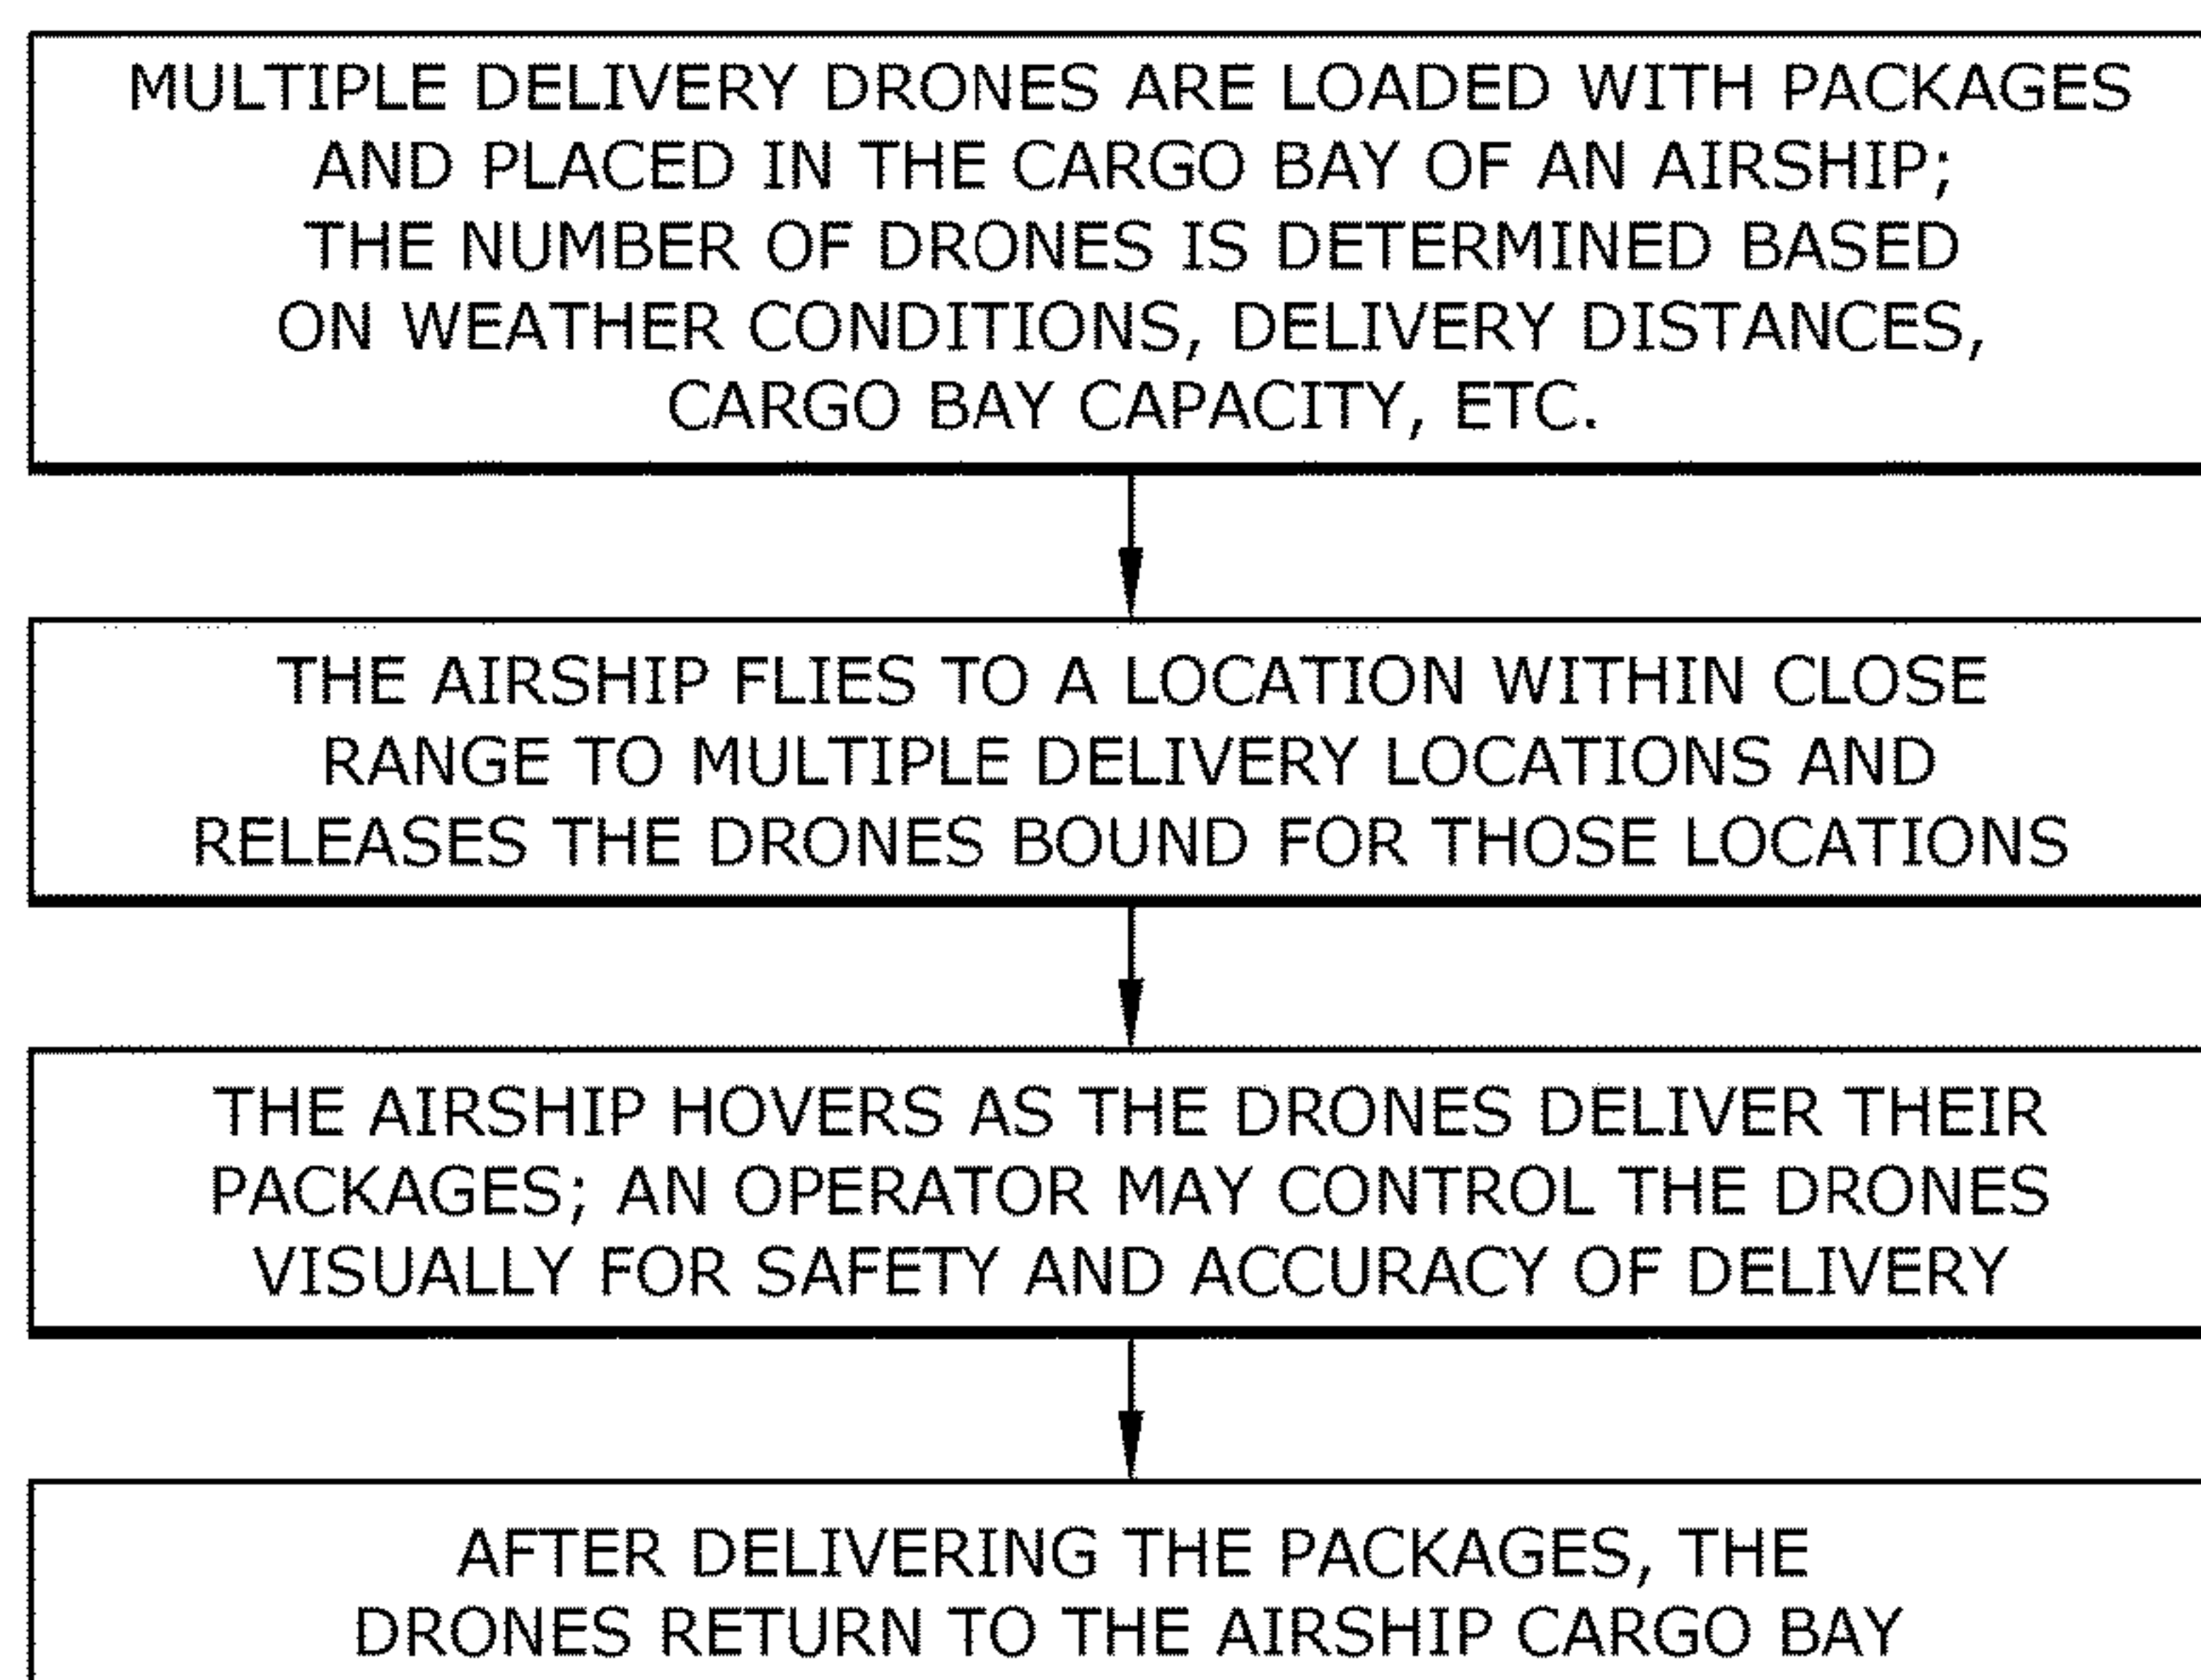 MULTIPLE DELIVERY DRONES ARE LOADED WITH PACKAGES
AND PLACED IN THE CARGO BAY OF AN AIRSHIP;
THE NUMBER OF DRONES IS DETERMINED BASED
ON WEATHER CONDITIONS, DELIVERY DISTANCES,
CARGO BAY CAPACITY, ETC.
THE AIRSHIP FLIES TO A LOCATION WITHIN CLOSE
RANGE TO MULTIPLE DELIVERY LOCATIONS AND
RELEASES THE DRONES BOUND FOR THOSE LOCATIONS
THE AIRSHIP HOVERS AS THE DRONES DELIVER THEIR
PACKAGES; AN OPERATOR MAY CONTROL THE DRONES
VISUALLY FOR SAFETY AND ACCURACY OF DELIVERY
AFTER DELIVERING THE PACKAGES, THE
DRONES RETURN TO THE AIRSHIP CARGO BAY